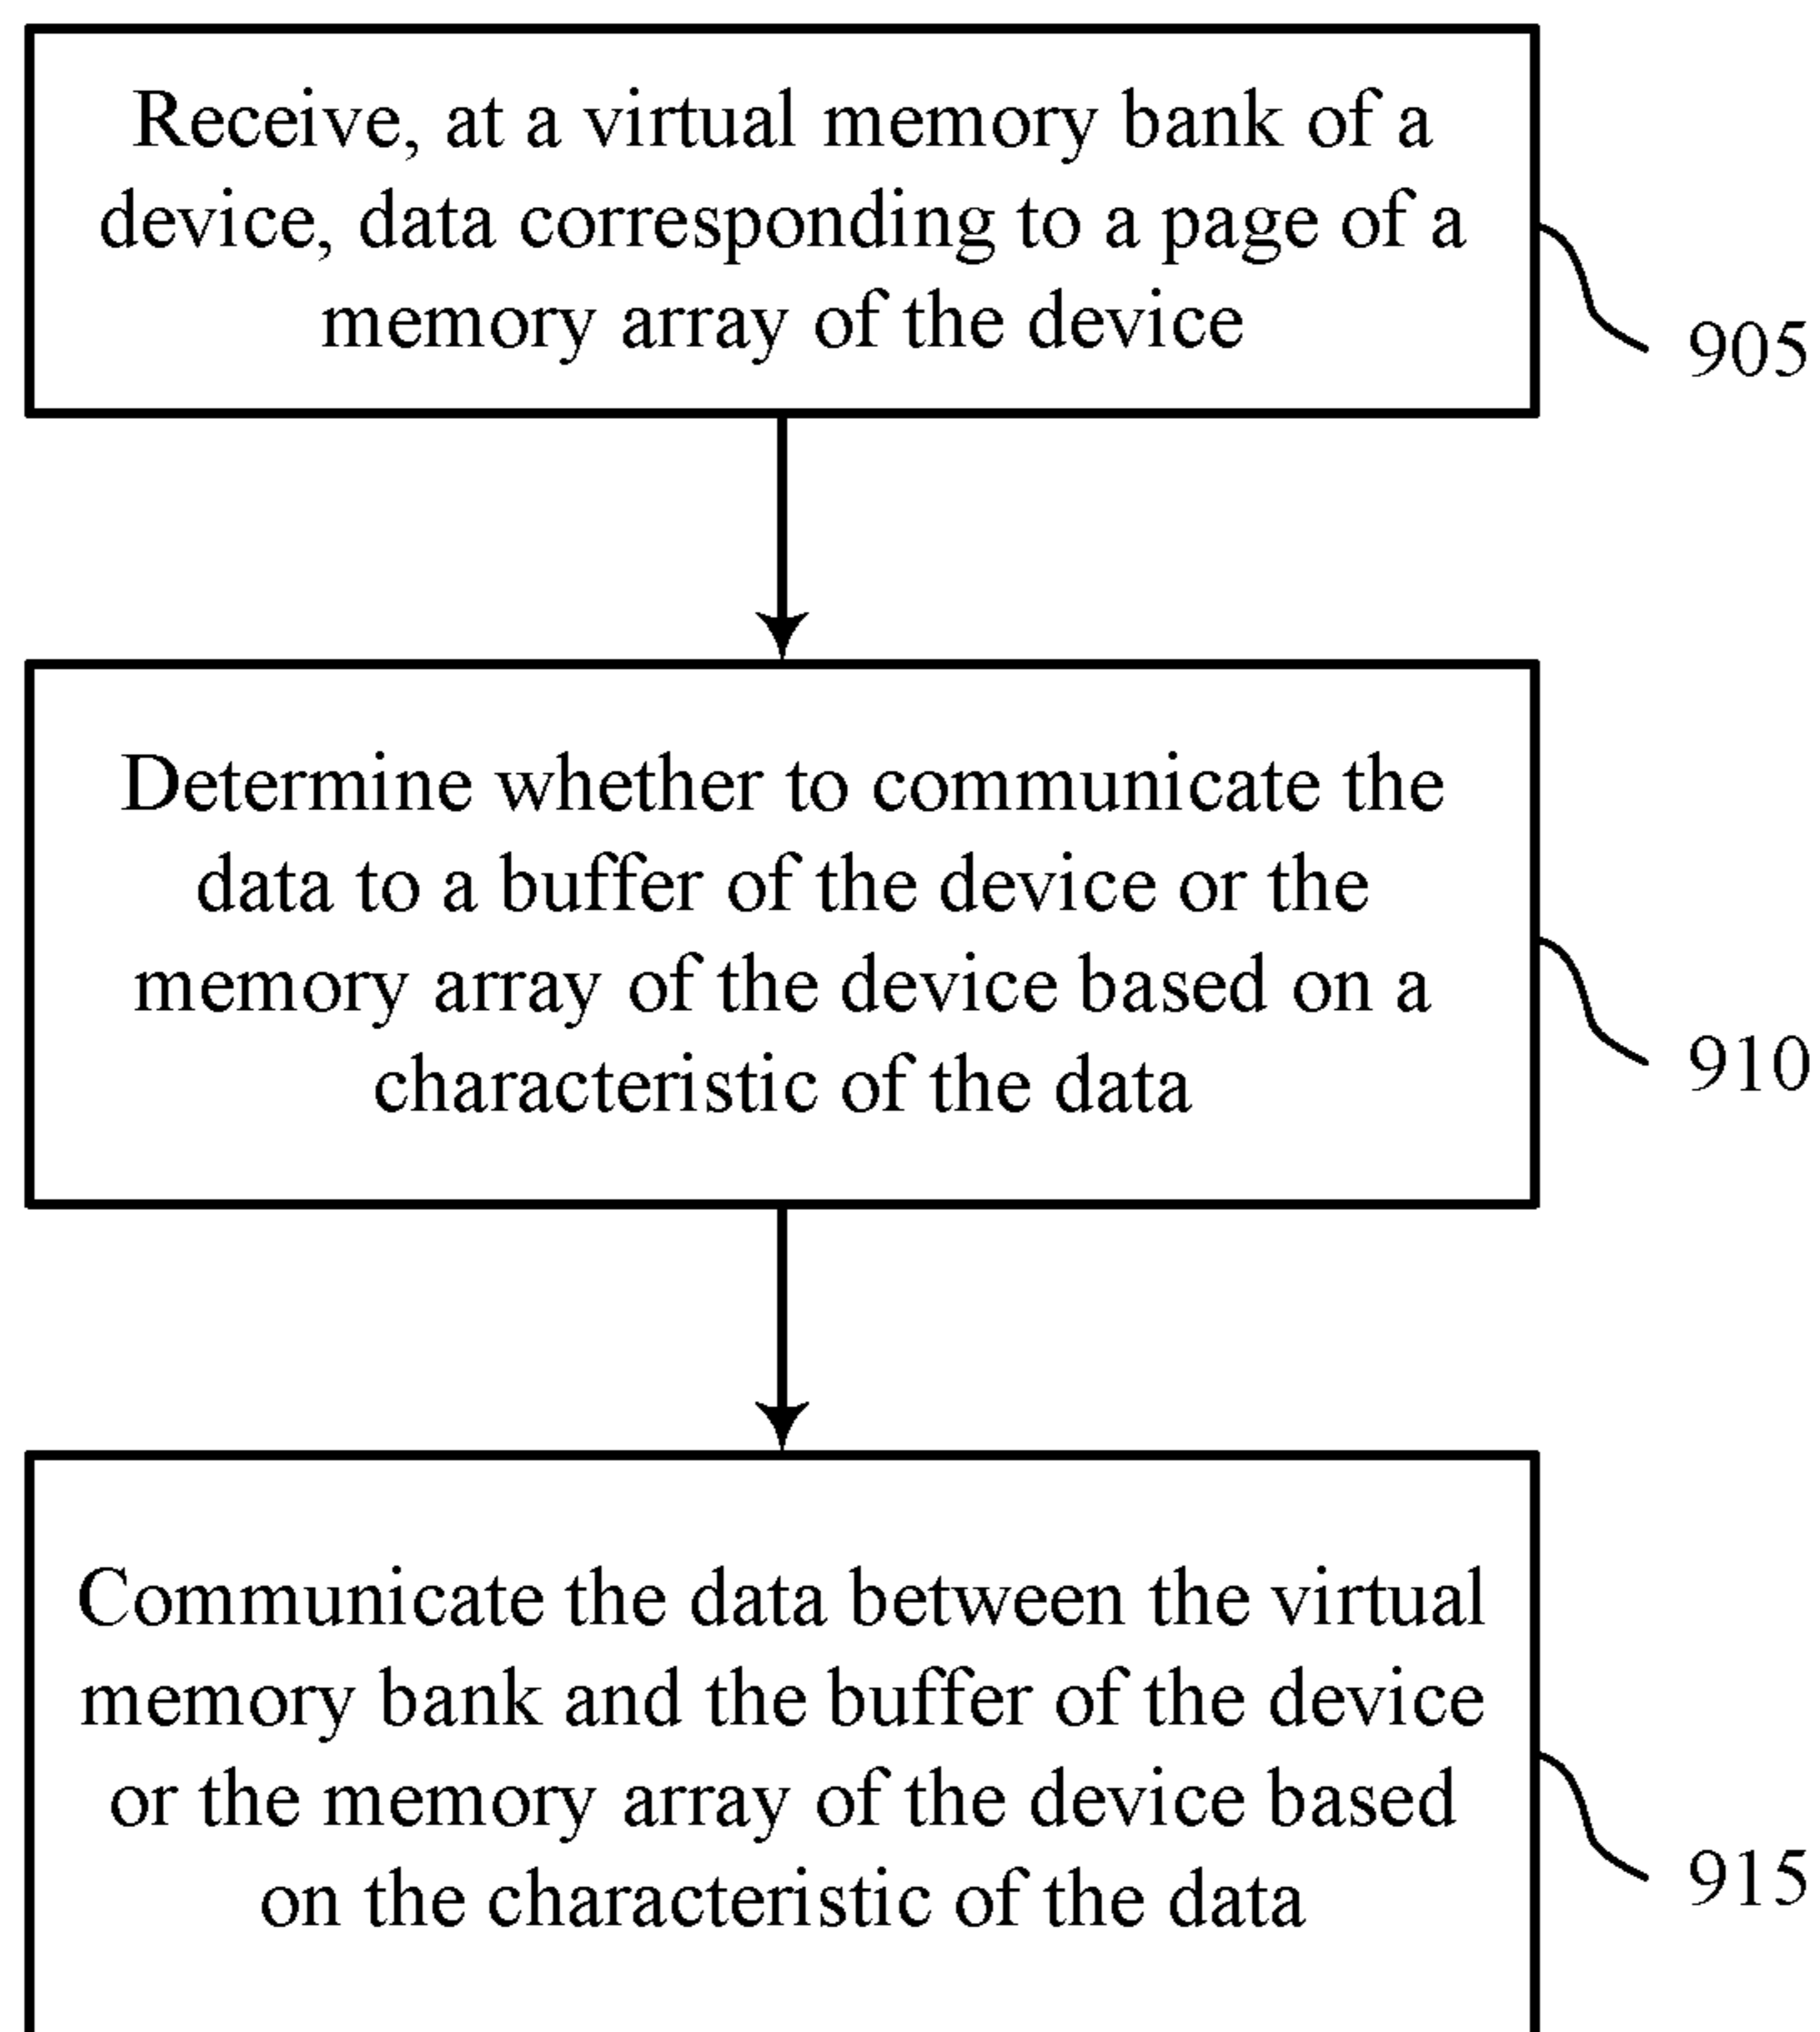 Receive, at a virtual memory bank of a
device, data corresponding to a page of a
memory array of the device
905
Determine whether to communicate the
data to a buffer of the device or the
memory array of the device based on a
characteristic of the data
910
Communicate the data between the virtual
memory bank and the buffer of the device
or the memory array of the device based
on the characteristic of the data
915